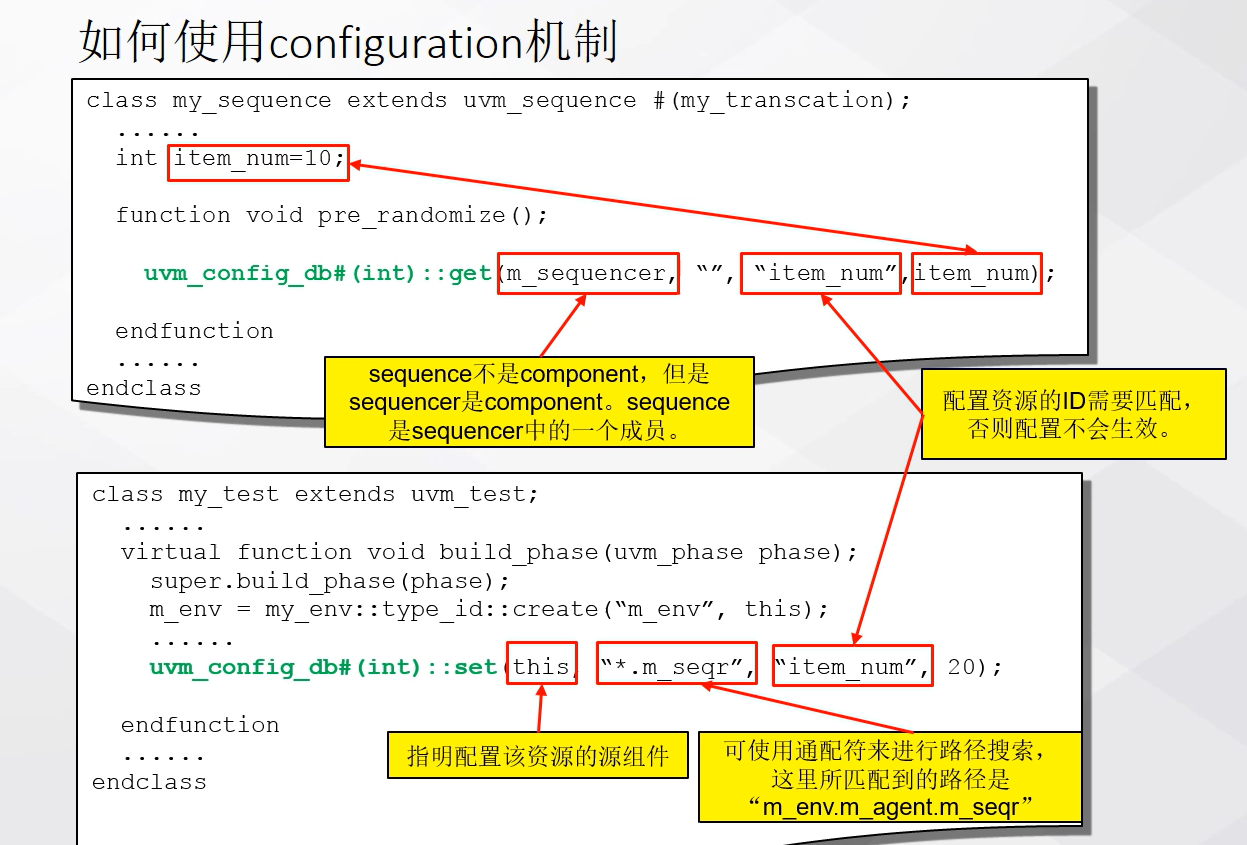 如何使用configuration机制
class my_sequence extends uvm_sequence #(my_transcation);
......
int item_num=10;
function void pre_randomize();
uvm_config_db#(int)::get(m_sequencer, “”, “item_num”,item_num);
endfunction
......
endclass
sequence不是component，但是
sequencer是component。sequence
是sequencer中的一个成员。
配置资源的ID需要匹配，
否则配置不会生效。
class my_test extends uvm_test;
......
virtual function void build_phase(uvm_phase phase);
super.build_phase(phase);
m_env = my_env::type_id::create(“m_env”, this);
......
uvm_config_db#(int)::set(this, “*.m_seqr”, “item_num”, 20);
endfunction
......
endclass
指明配置该资源的源组件
可使用通配符来进行路径搜索，
这里所匹配到的路径是
“m_env.m_agent.m_seqr”